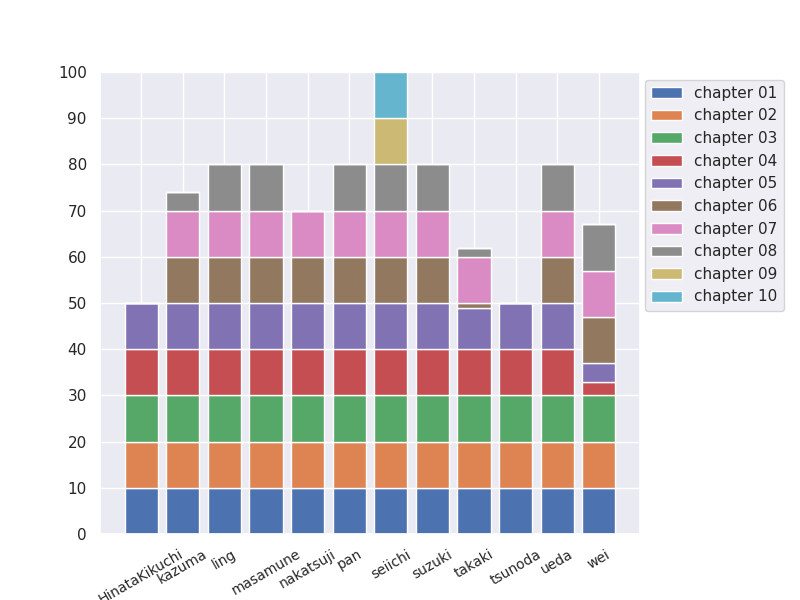 100
90
80
70
60
50
40
30
20
10
0
HinataKikuchi
kazuma
ling
masamune
nakatsuji
pan
seiichi
suzuki
takaki
tsunoda
ueda
wei
chapter 01
chapter 02
chapter 03
chapter 04
chapter 05
chapter 06
chapter 07
chapter 08
chapter 09
chapter 10